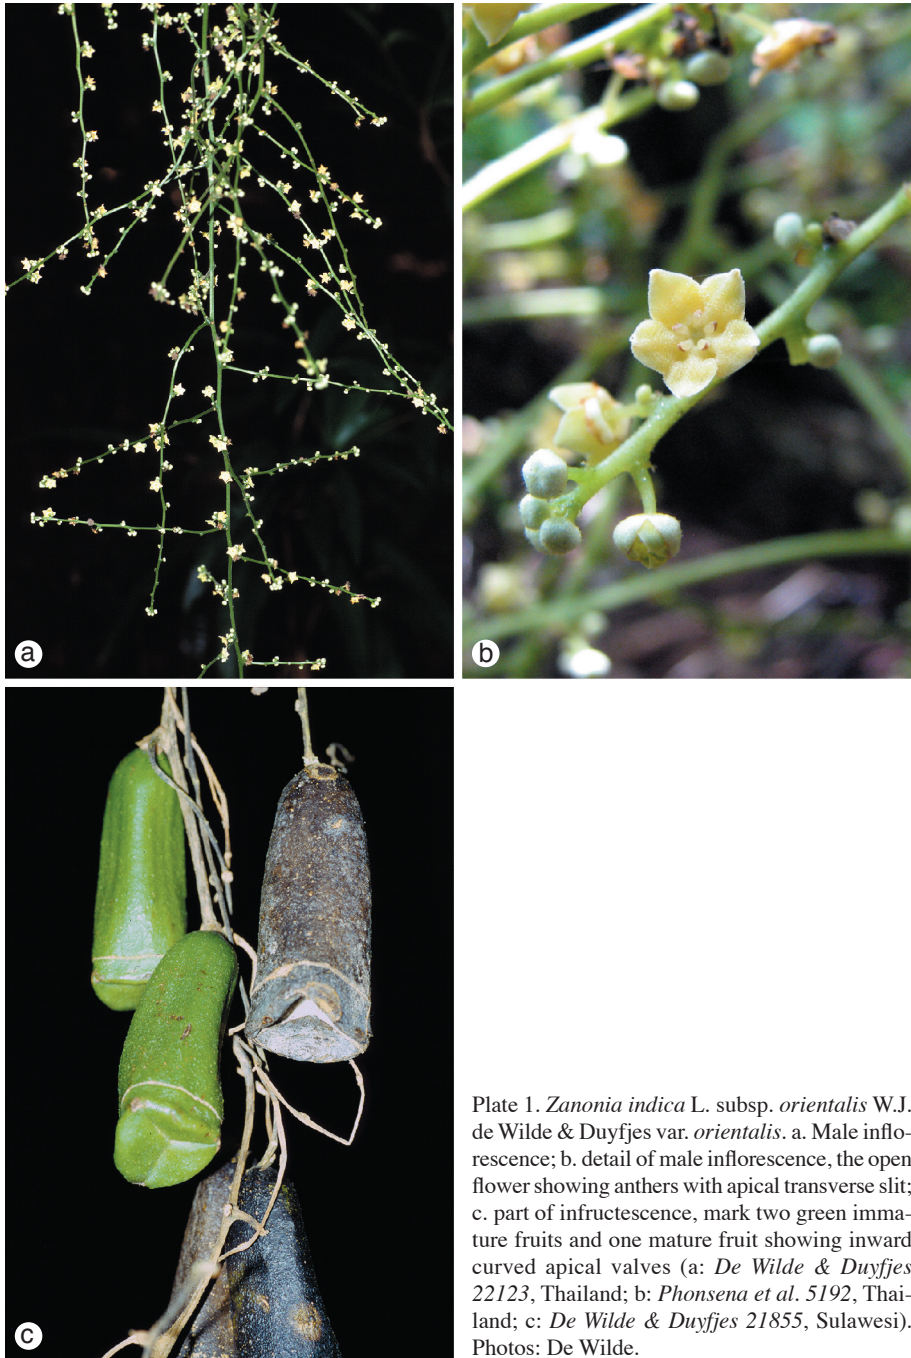 a
b
c
Plate 1. Zanonia indica L. subsp. orientalis W.J.
de Wilde & Duyfjes var. orientalis. a. Male inflo-
rescence; b. detail of male inflorescence, the open
flower showing anthers with apical transverse slit;
c. part of infructescence, mark two green imma-
ture fruits and one mature fruit showing inward
curved apical valves (a: De Wilde & Duyfjes
22123, Thailand; b: Phonsena et al. 5192, Thai-
land; c: De Wilde & Duyfjes 21855, Sulawesi).
Photos: De Wilde.